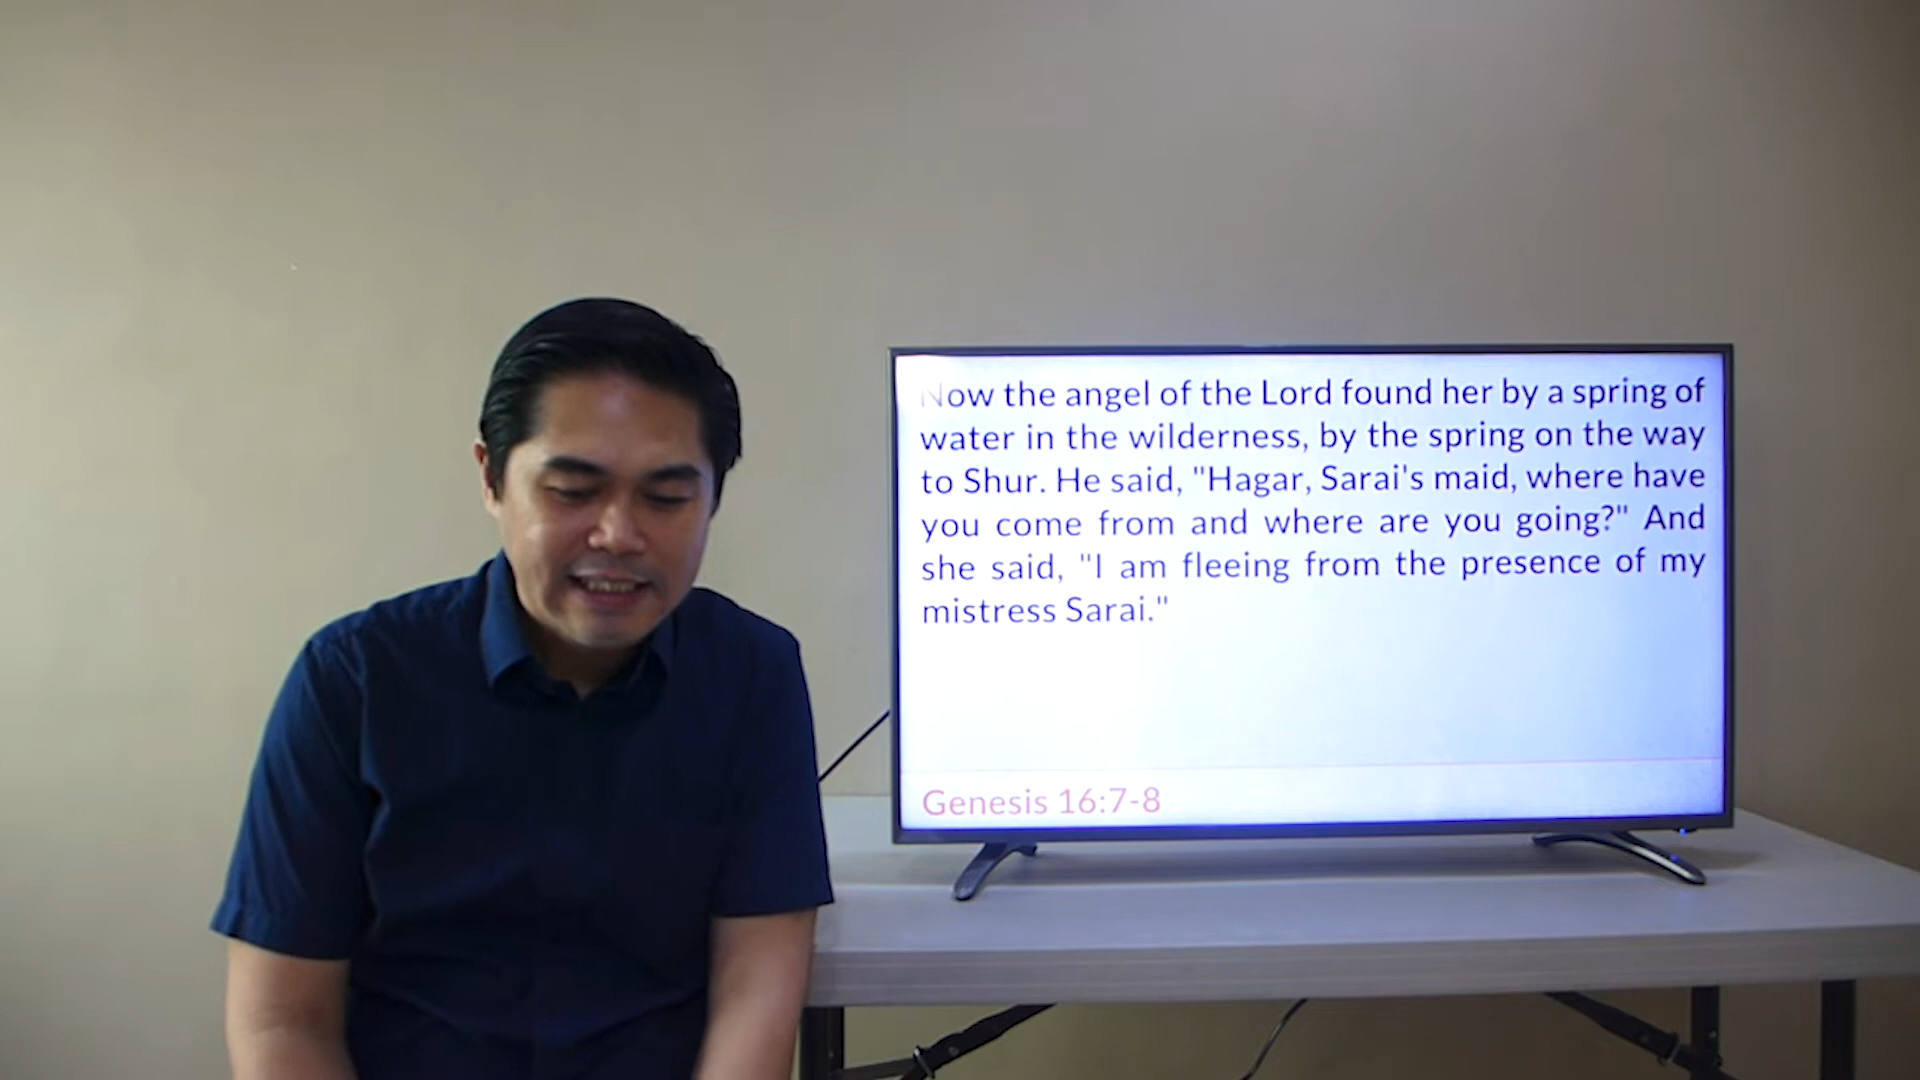 Now the angel of the Lord found her by a spring of
water in the wilderness, by the spring on the way
to Shur. He said, "Hagar, Sarai's maid, where have
you come from and where are you going?" And
she said, "I am fleeing from the presence of my
mistress Sarai."
Genesis 16:7-8